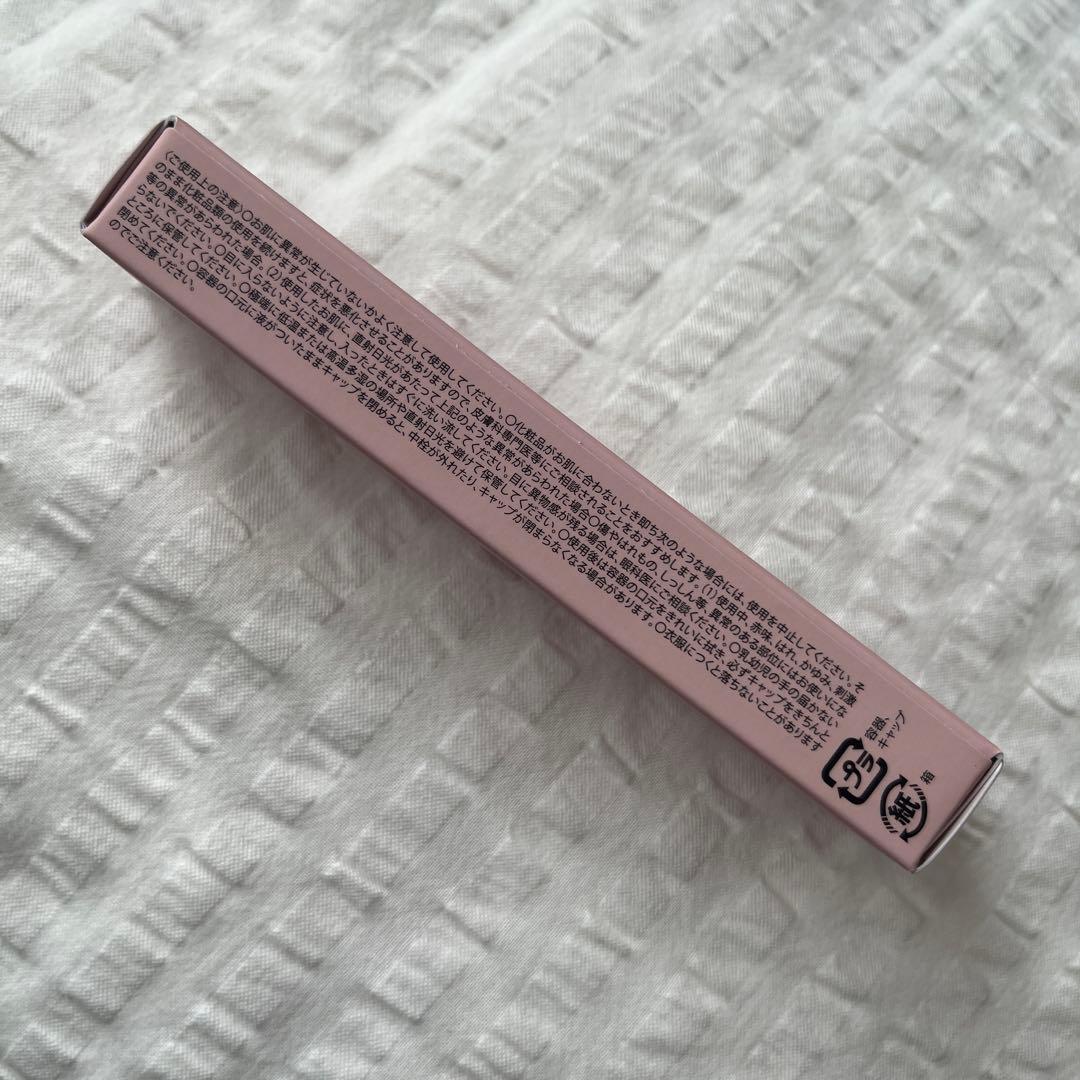 〈ご使用上の注意〉〇お肌に異常が生じていないかよく注意して使用してください。〇化粧品がお肌に合わないとき即ち次のような場合には、使用を中止してください。そ
のまま化粧品類の使用を続けますと、症状を悪化させることがありますので、皮膚科専門医等にご相談されることをおすすめします。(1)使用中、赤味、はれ、かゆみ、刺激
等の異常があらわれた場合。(2)使用したお肌に、直射日光があたって上記のような異常があらわれた場合〇傷やはれもの、しっしん等、異常のある部位にはお使いにな
らないでください。〇目に入らないように注意し、入ったときはすぐに洗い流してください。目に異物感が残る場合は、眼科医にご相談ください。〇乳幼児の手の届かない
ところに保管してください。〇極端に低温または高温多湿の場所や直射日光を避けて保管してください。〇使用後は容器の口元をきれいに拭き、必ずキャップをきちんと
閉めてください。〇容器の口元に液がついたままキャップを閉めると、中栓が外れたり、キャップが閉まらなくなる場合があります。〇衣服につくと落ちないことがあります
のでご注意ください。
容器、
キャップ
プラ
箱
紙